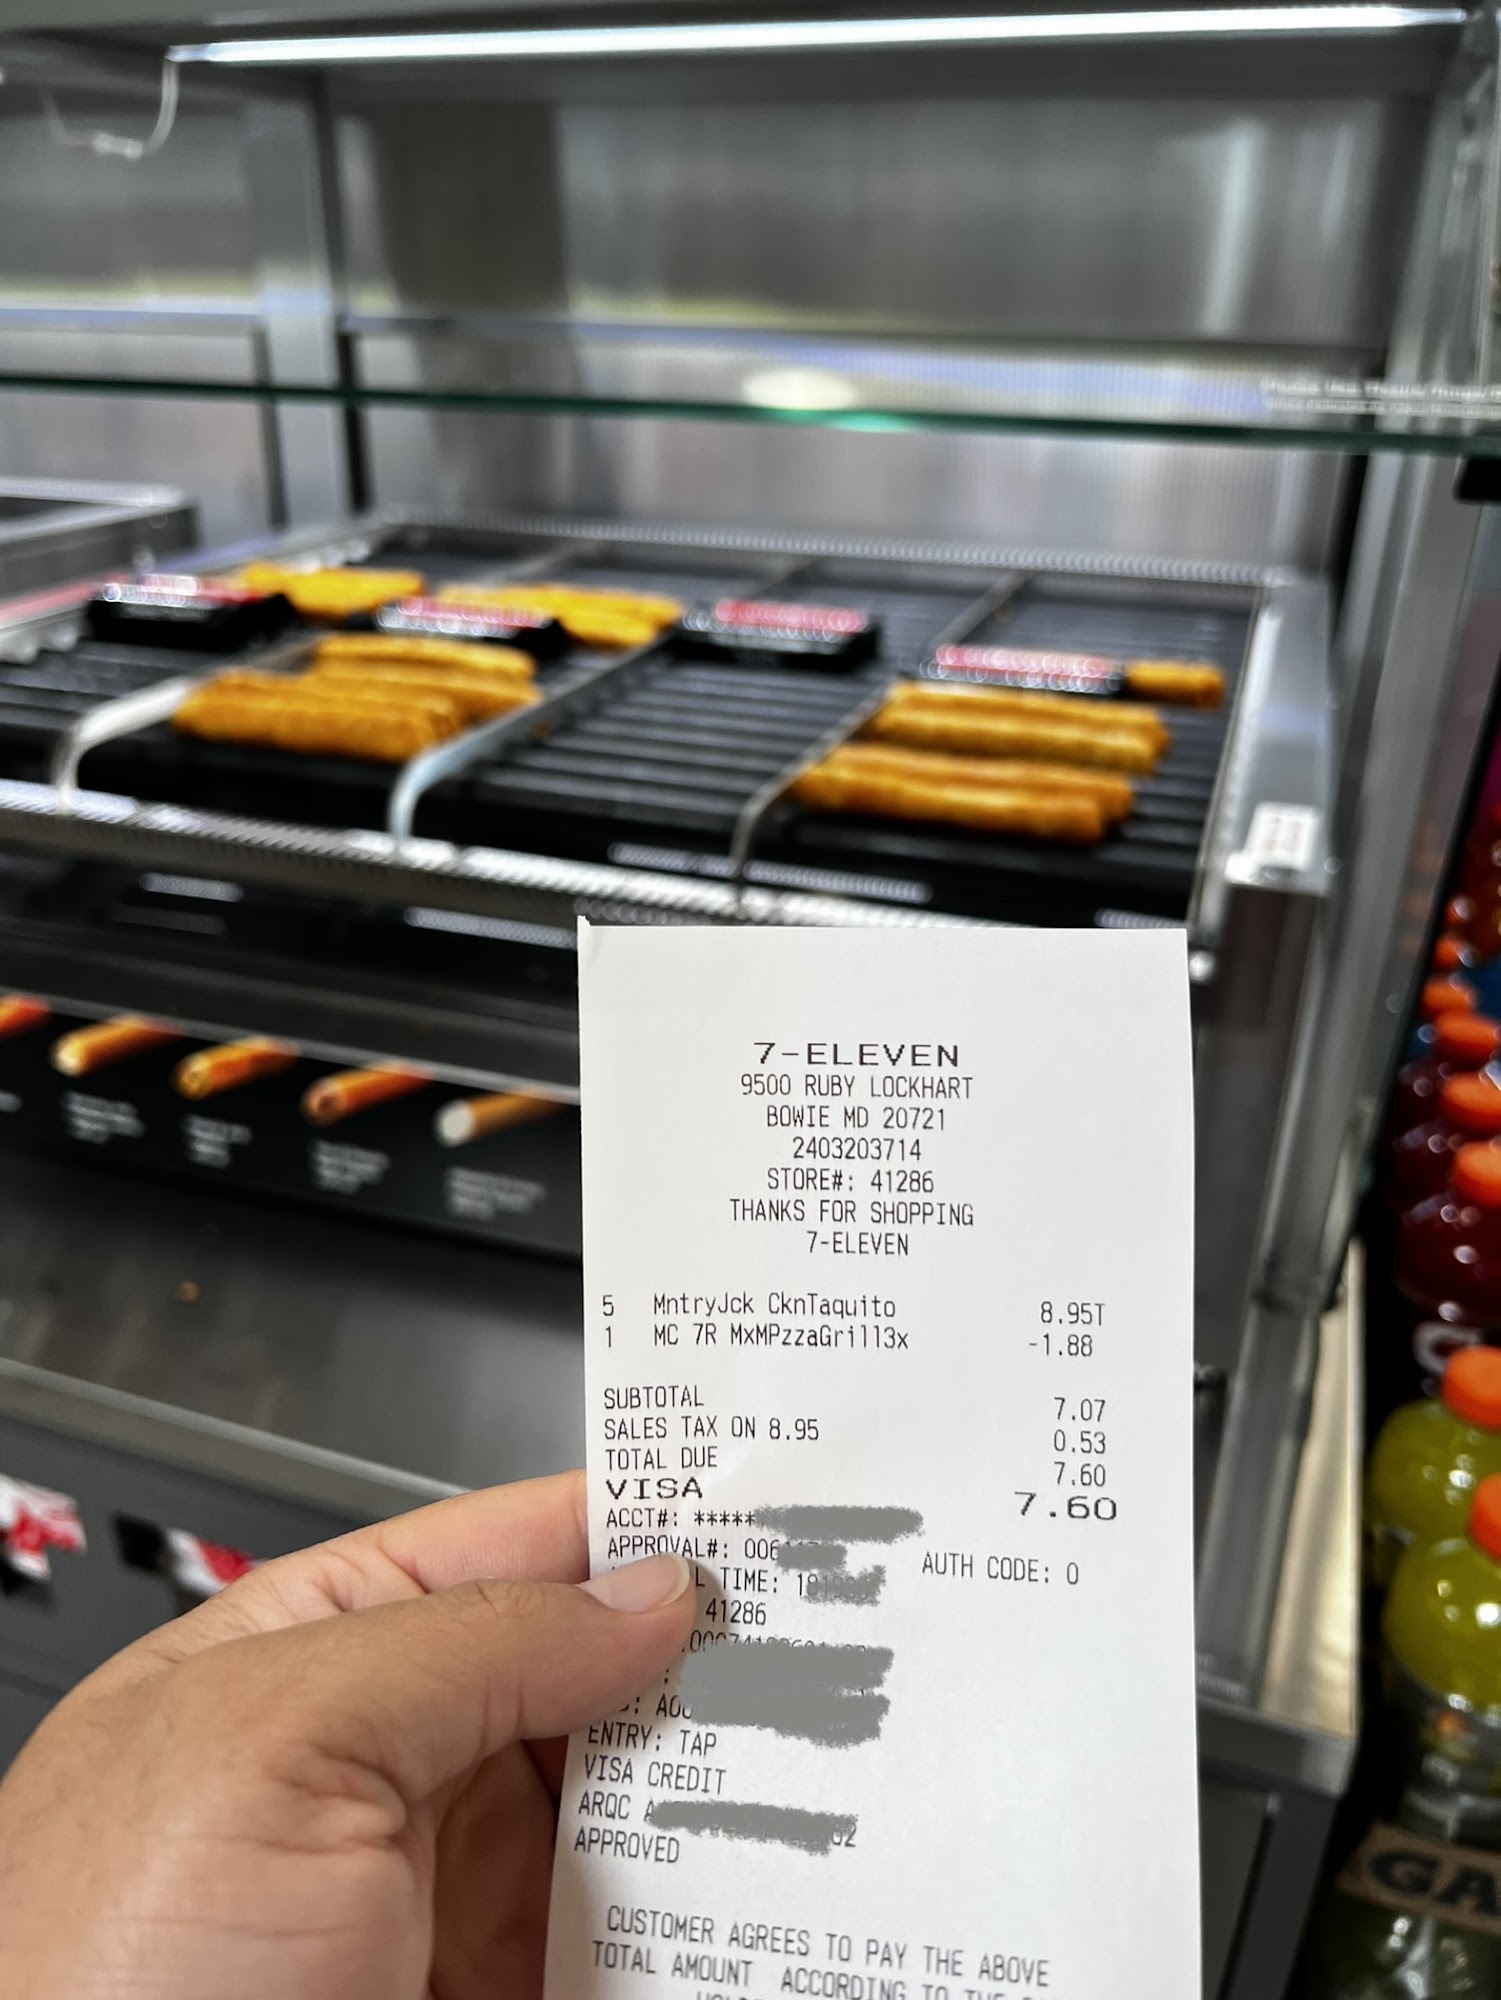 7-ELEVEN
9500 RUBY LOCKHART
BOWIE MD 20721
2403203714
STORE#: 41286
THANKS FOR SHOPPING
7-ELEVEN
5 MntryJck CknTaquito 8.95T
1 MC 7R MxMPzzaGrill3x -1.88
SUBTOTAL 7.07
SALES TAX ON 8.95 0.53
TOTAL DUE 7.60
VISA 7.60
ACCT#: *****
APPROVAL#: 006 AUTH CODE: 0
TIME:
41286
ENTRY: TAP
VISA CREDIT
ARQC
APPROVED
CUSTOMER AGREES TO PAY THE ABOVE
TOTAL AMOUNT ACCORDING TO THE
GA